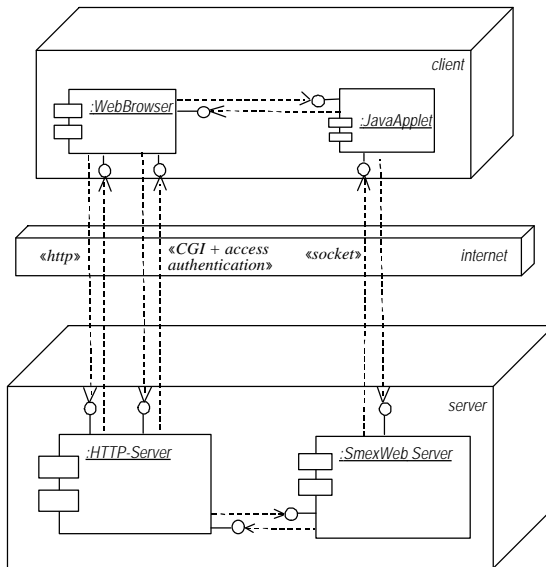 client
:WebBrowser
:JavaApplet
«http»
«CGI + access
authentication»
«socket»
internet
server
:HTTP-Server
:SmexWeb Server